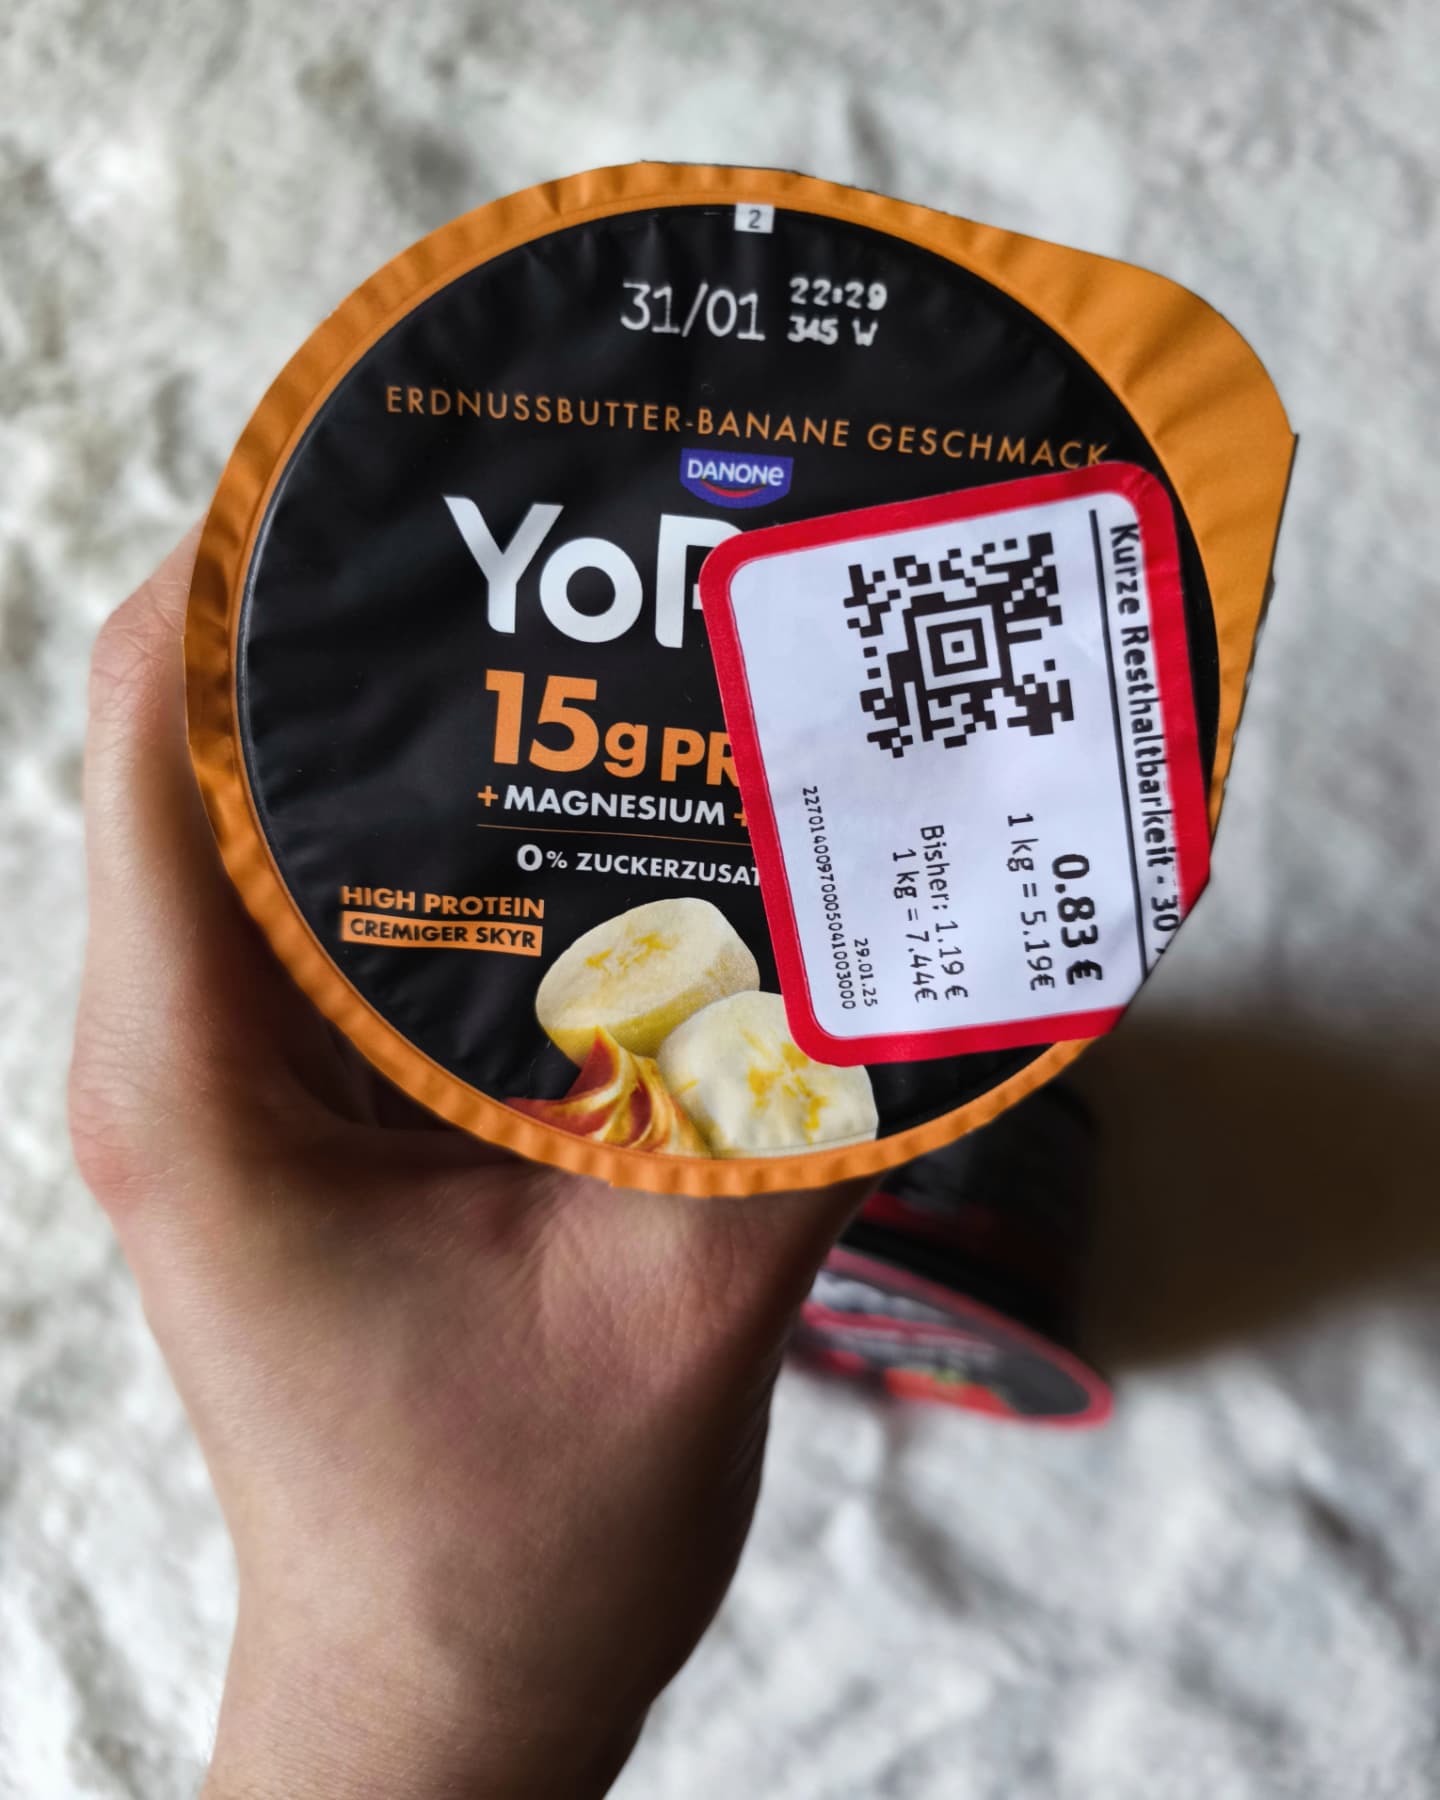 2
31/01 22:29
345 W
ERDNUSSBUTTER-BANANE GESCHMACK
DANONE
YoP
15g PR
+MAGNESIUM +
0% ZUCKERZUSAT
HIGH PROTEIN
CREMIGER SKYR
Kurze Resthaltbarkeit - 30
0.83 €
1 kg = 5.19€
Bisher: 1.19 €
1 kg = 7.44€
29.01.25
22701400970005041003000